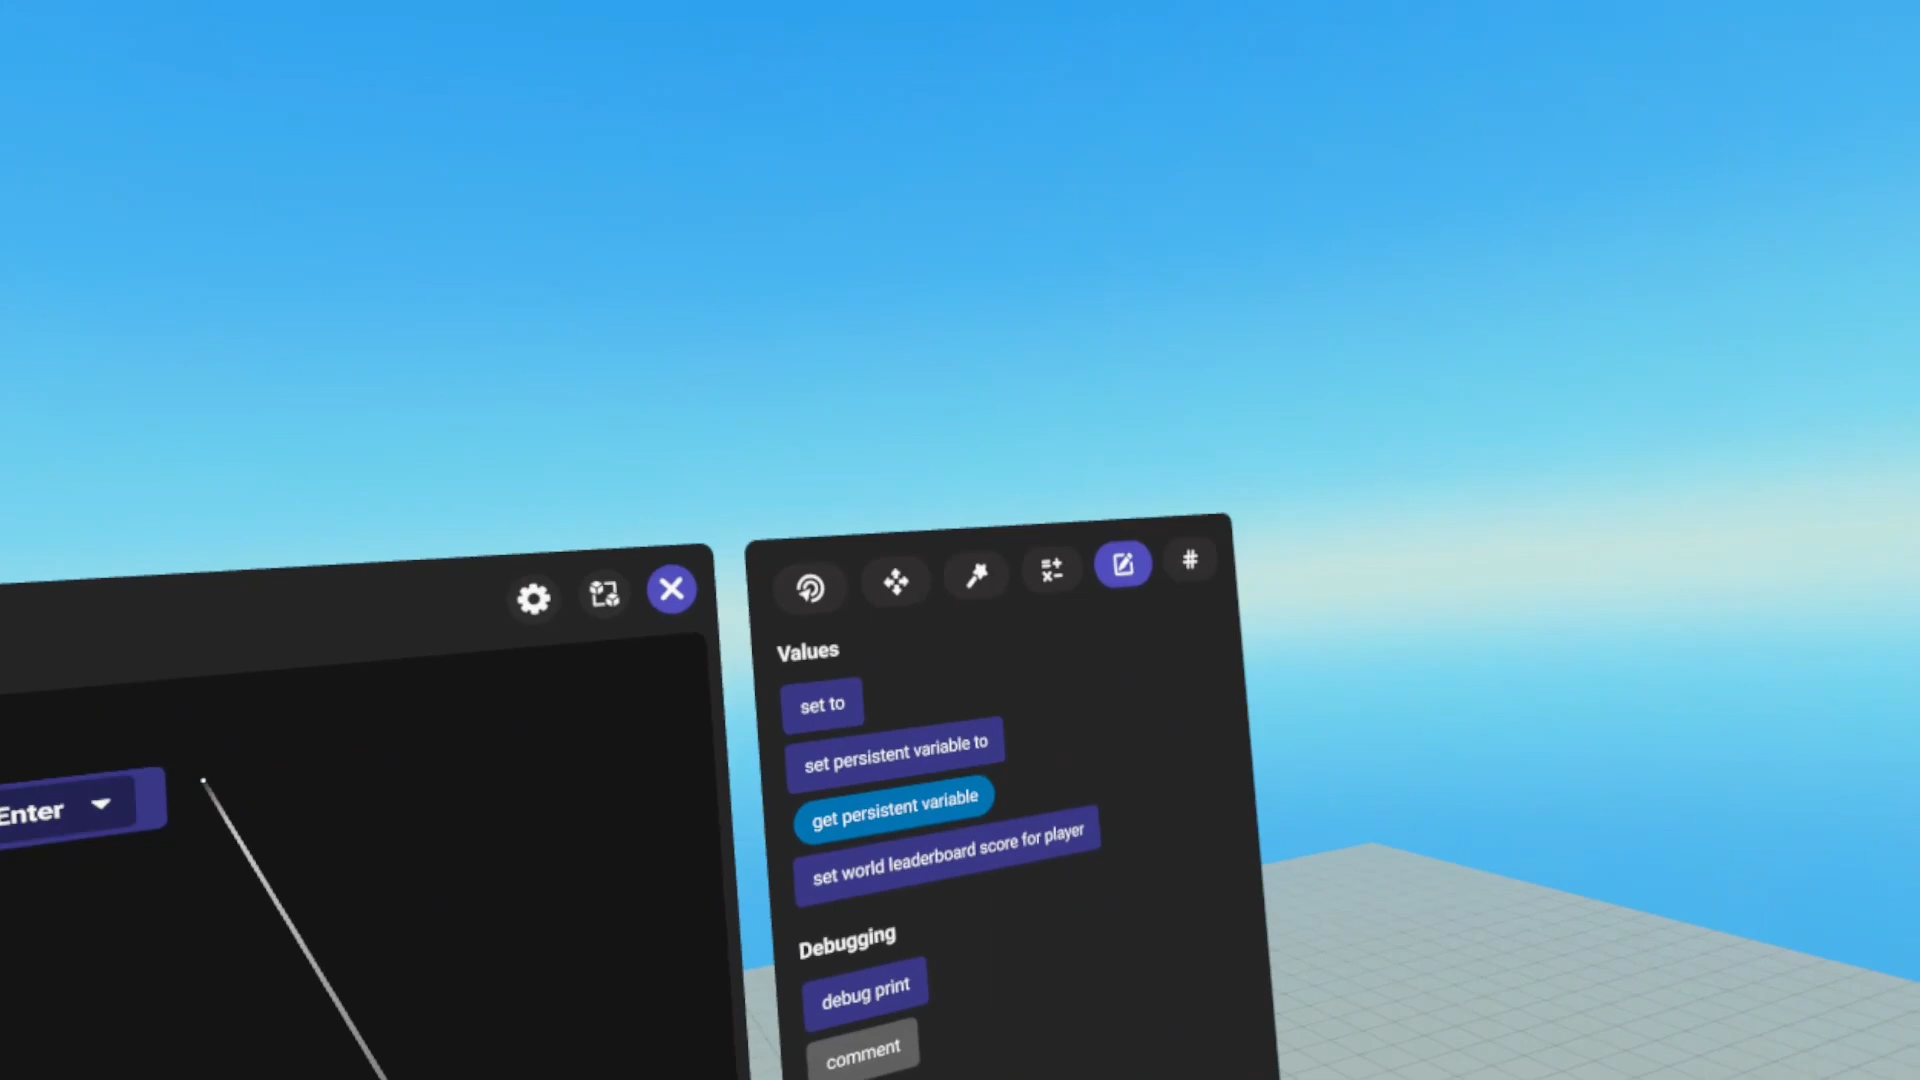 Enter
#
Values
set to
set persistent variable to
get persistent variable
set world leaderboard score for player
Debugging
debug print
comment